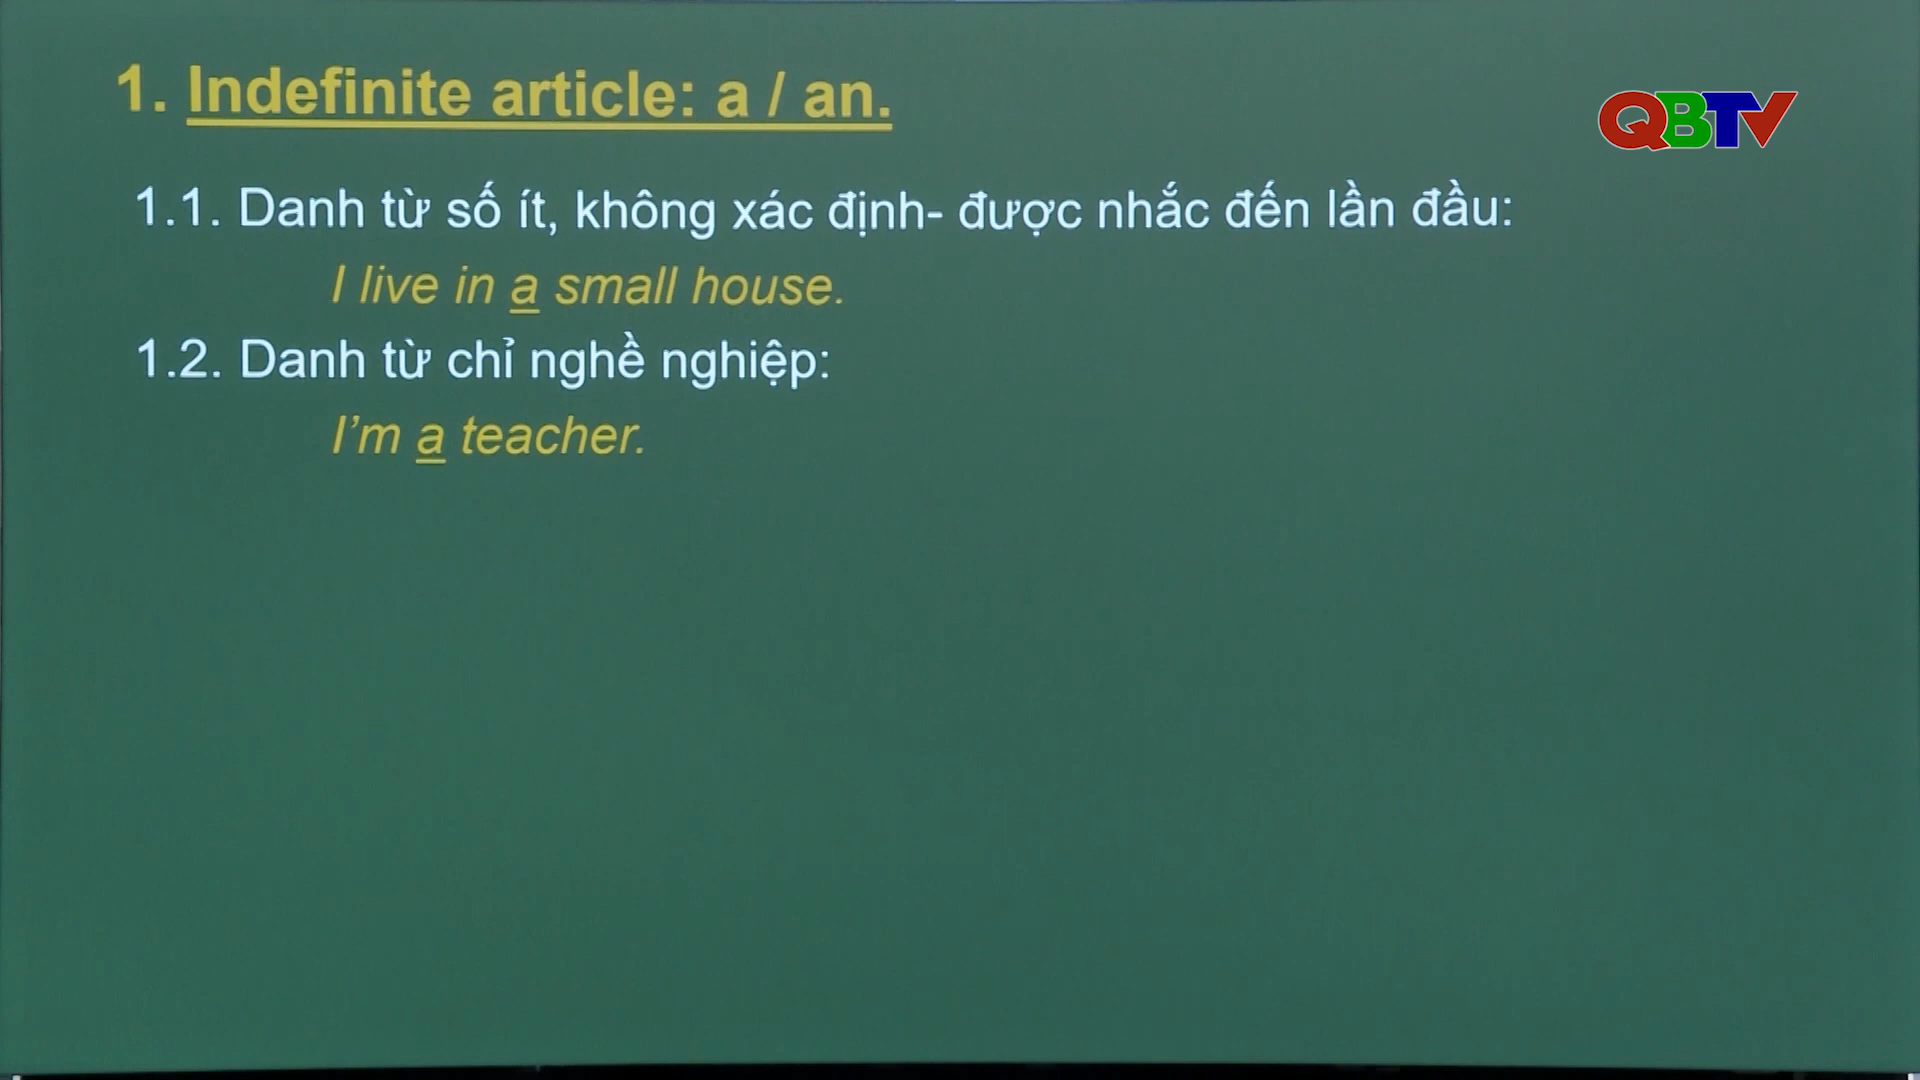 1. Indefinite article: a / an.
QBTV
1.1. Danh từ số ít, không xác định- được nhắc đến lần đầu:
I live in a small house.
1.2. Danh từ chỉ nghề nghiệp:
I'm a teacher.